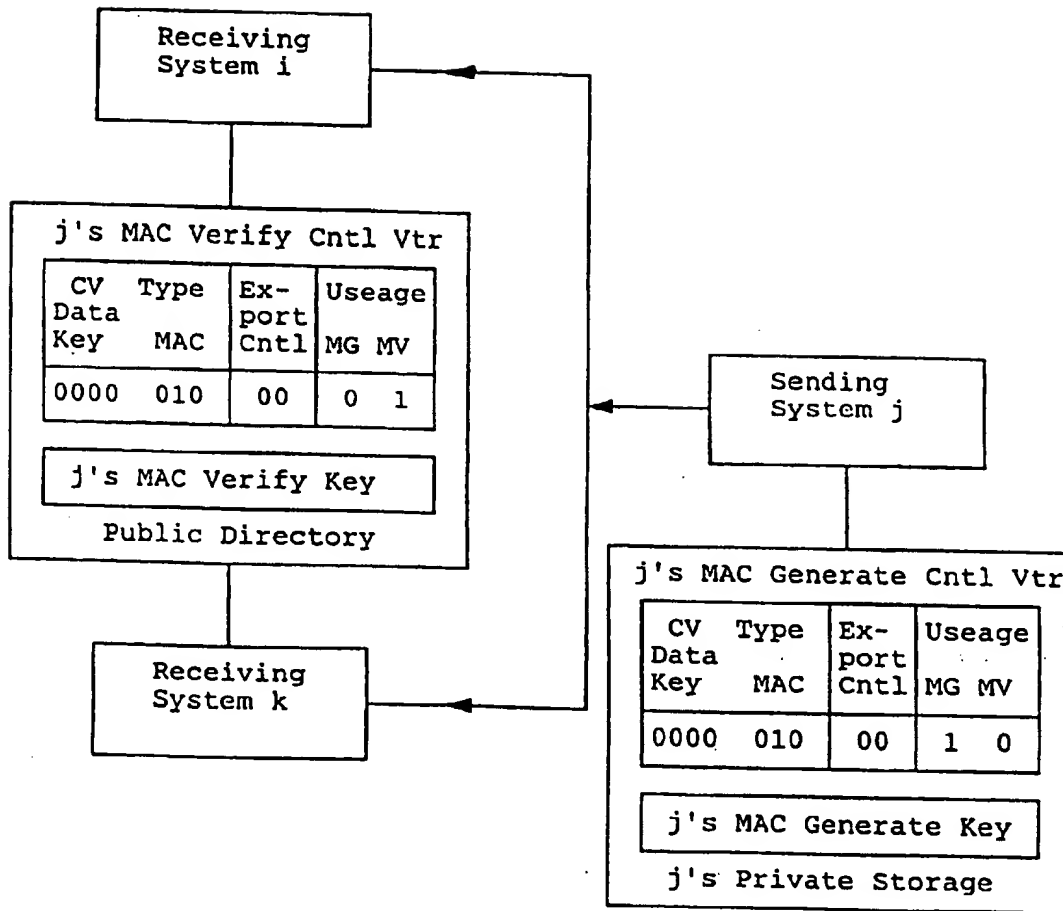 Receiving
System i
j's MAC Verify Cntl Vtr
CV Type Ex- Useage
Data port
Key MAC Cntl MG MV
0000 010 00 0 1
j's MAC Verify Key
Public Directory
Receiving
System k
Sending
System j
j's MAC Generate Cntl Vtr
CV Type Ex- Useage
Data port
Key MAC Cntl MG MV
0000 010 00 1 0
j's MAC Generate Key
j's Private Storage